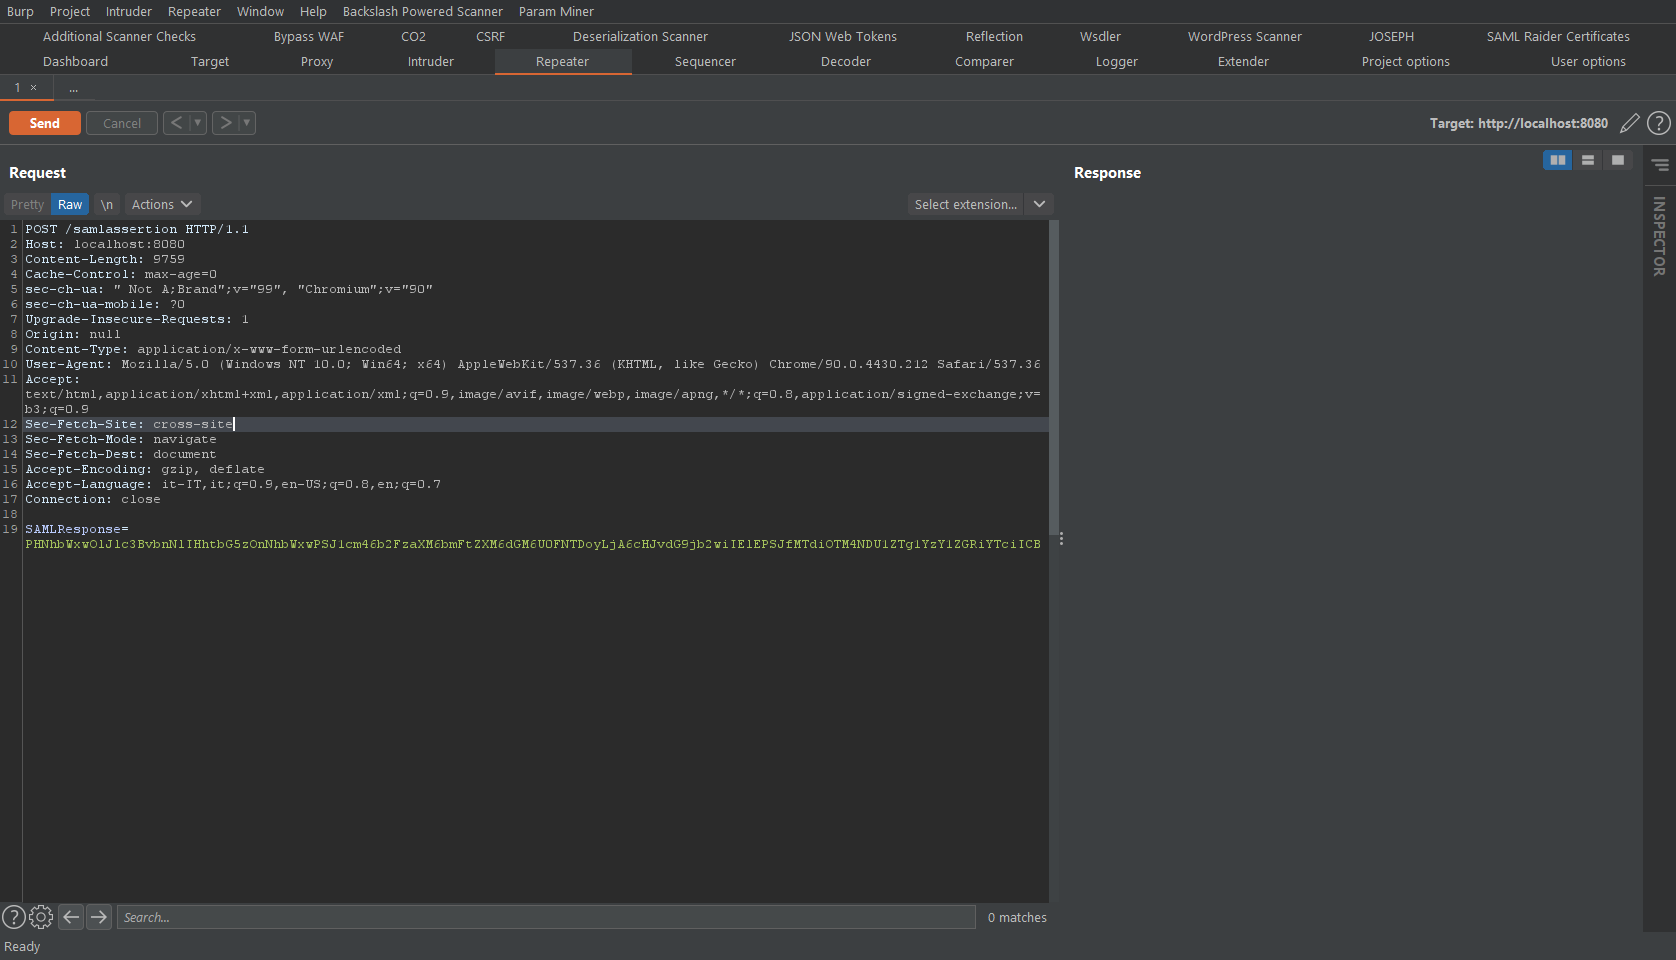 Burp Project Intruder Repeater Window Help Backslash Powered Scanner Param Miner
Additional Scanner Checks Bypass WAF CO2 CSRF Deserialization Scanner JSON Web Tokens Reflection Wsdler WordPress Scanner JOSEPH SAML Raider Certificates
Dashboard Target Proxy Intruder Repeater Sequencer Decoder Comparer Logger Extender Project options User options
1 × ...
Send Cancel < ▾ > ▾ Target: http://localhost:8080 ?
Request
Response
Pretty Raw \n Actions Select extension...
INSPECTOR
1 POST /samlassertion HTTP/1.1
2 Host: localhost:8080
3 Content-Length: 9759
4 Cache-Control: max-age=0
5 sec-ch-ua: " Not A;Brand";v="99", "Chromium";v="90"
6 sec-ch-ua-mobile: ?0
7 Upgrade-Insecure-Requests: 1
8 Origin: null
9 Content-Type: application/x-www-form-urlencoded
10 User-Agent: Mozilla/5.0 (Windows NT 10.0; Win64; x64) AppleWebKit/537.36 (KHTML, like Gecko) Chrome/90.0.4430.212 Safari/537.36
11 Accept:
text/html,application/xhtml+xml,application/xml;q=0.9,image/avif,image/webp,image/apng,*/*;q=0.8,application/signed-exchange;v=
b3;q=0.9
12 Sec-Fetch-Site: cross-site
13 Sec-Fetch-Mode: navigate
14 Sec-Fetch-Dest: document
15 Accept-Encoding: gzip, deflate
16 Accept-Language: it-IT,it;q=0.9,en-US;q=0.8,en;q=0.7
17 Connection: close
18
19 SAMLResponse=
PHNhbWxwOlJlc3BvbnNlIHhtbG5zOnNhbWxwPSJ1cm46b2FzaXM6bmFtZXM6dGM6U0FNTDoyLjA6cHJvdG9jb2wiIElEPSJfMTdiOTM4NDU1ZTg1YzY1ZGRiYTciICB
? Search... 0 matches
Ready